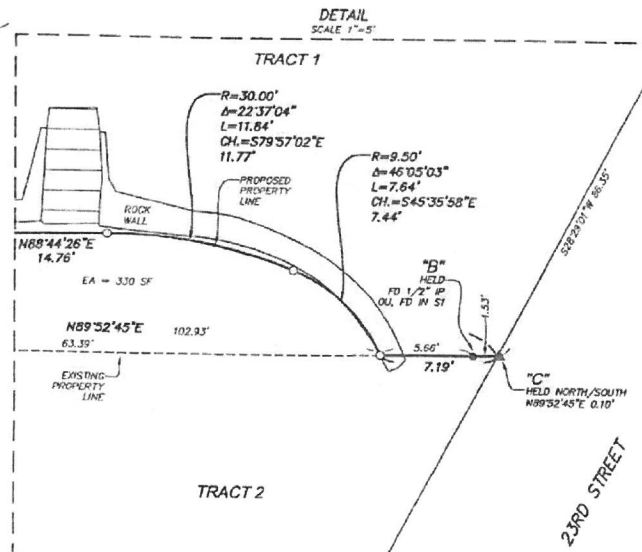 DETAIL
SCALE 1"=5'
TRACT 1
R=30.00'
Δ=22°37'04"
L=11.84'
CH.=S79°57'02"E
11.77'
R=9.50'
Δ=46°05'03"
L=7.64'
CH.=S45°35'58"E
7.44'
PROPOSED
PROPERTY
LINE
ROCK
WALL
S28°29'01"W 86.35'
N88°44'26"E
14.76'
EA = 330 SF
"B"
HELD
FD 1/2" IP
OU, FD IN S1
1.53'
N89°52'45"E
102.93'
63.39'
5.66'
7.19'
EXISTING
PROPERTY
LINE
"C"
HELD NORTH/SOUTH
N89°52'45"E 0.10'
TRACT 2
23RD STREET